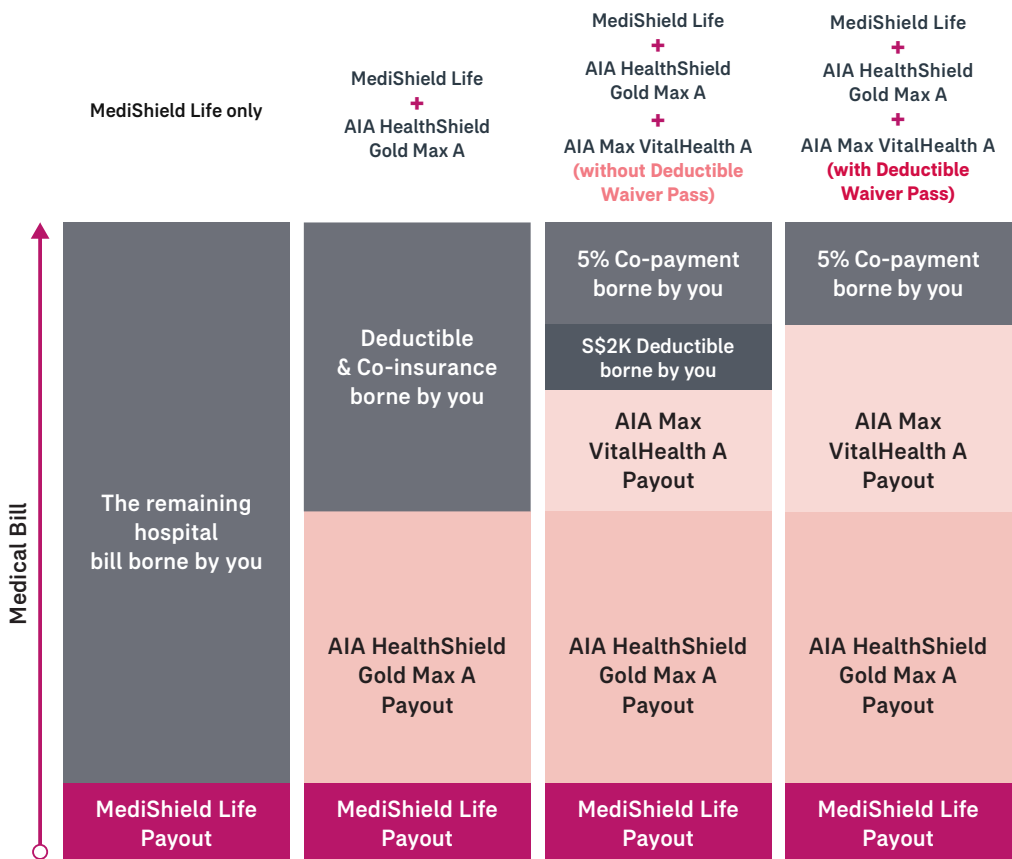 MediShield Life only
MediShield Life
+
AIA HealthShield
Gold Max A
MediShield Life
+
AIA HealthShield
Gold Max A
+
AIA Max VitalHealth A
(without Deductible
Waiver Pass)
MediShield Life
+
AIA HealthShield
Gold Max A
+
AIA Max VitalHealth A
(with Deductible
Waiver Pass)
Medical Bill
The remaining
hospital
bill borne by you
MediShield Life
Payout
Deductible
& Co-insurance
borne by you
AIA HealthShield
Gold Max A
Payout
MediShield Life
Payout
5% Co-payment
borne by you
S$2K Deductible
borne by you
AIA Max
VitalHealth A
Payout
AIA HealthShield
Gold Max A
Payout
MediShield Life
Payout
5% Co-payment
borne by you
AIA Max
VitalHealth A
Payout
AIA HealthShield
Gold Max A
Payout
MediShield Life
Payout